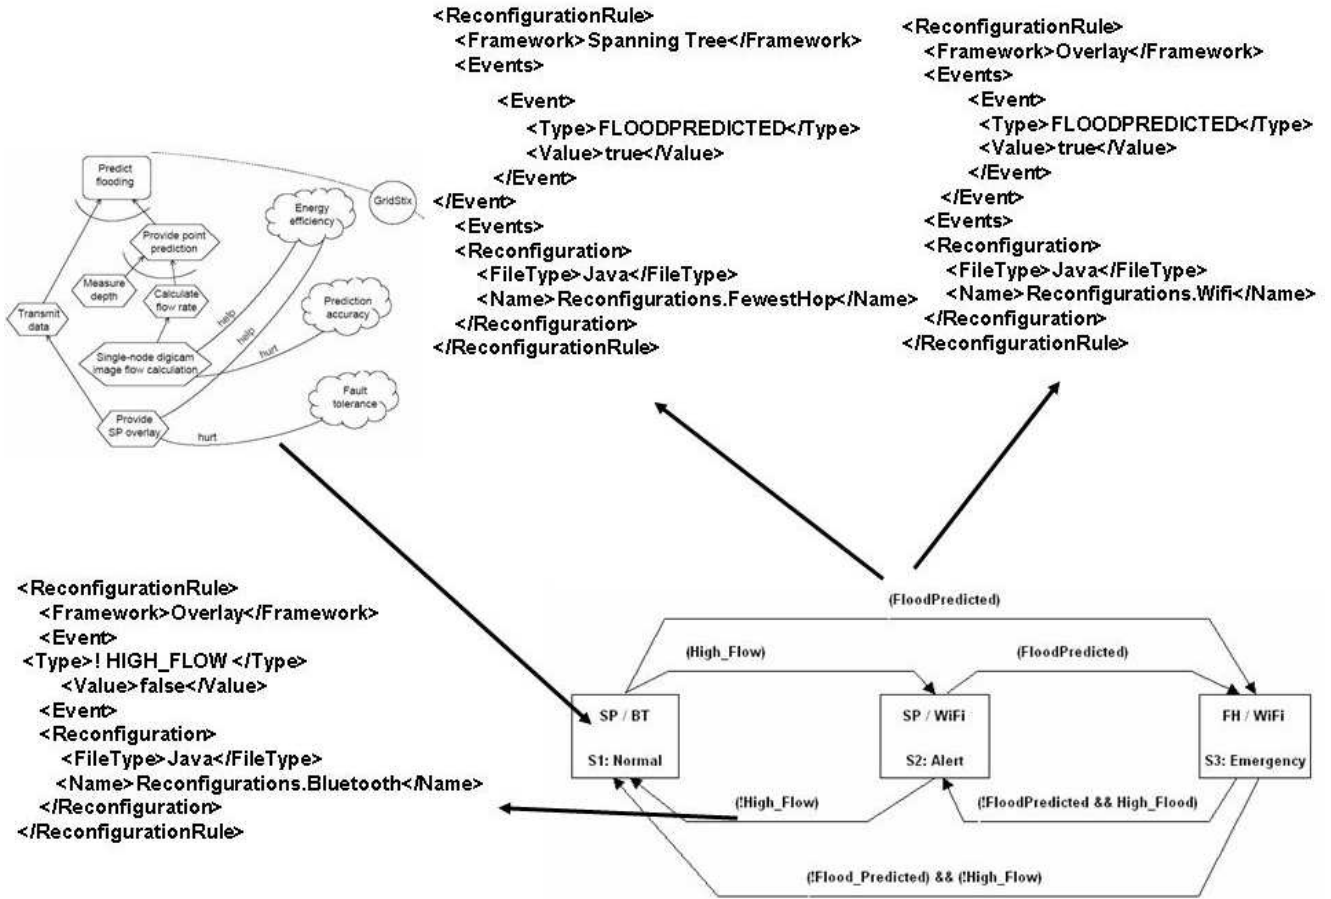 <ReconfigurationRule>
<Framework>Spanning Tree</Framework>
<Events>
<Event>
<Type>FLOODPREDICTED</Type>
<Value>true</Value>
</Event>
</Event>
<Events>
<Reconfiguration>
<FileType>Java</FileType>
<Name>Reconfigurations.FewestHop</Name>
</Reconfiguration>
</ReconfigurationRule>
<ReconfigurationRule>
<Framework>Overlay</Framework>
<Events>
<Event>
<Type>FLOODPREDICTED</Type>
<Value>true</Value>
</Event>
</Event>
<Events>
<Reconfiguration>
<FileType>Java</FileType>
<Name>Reconfigurations.Wifi</Name>
</Reconfiguration>
</ReconfigurationRule>
Predict
flooding
GridStix
Energy
efficiency
Provide point
prediction
Measure
depth
Calculate
flow rate
Prediction
accuracy
Transmit
data
help
help
hurt
Single-node digicam
image flow calculation
Fault
tolerance
Provide
SP overlay
hurt
<ReconfigurationRule>
<Framework>Overlay</Framework>
<Event>
<Type>! HIGH_FLOW </Type>
<Value>false</Value>
<Event>
<Reconfiguration>
<FileType>Java</FileType>
<Name>Reconfigurations.Bluetooth</Name>
</Reconfiguration>
</ReconfigurationRule>
(FloodPredicted)
(High_Flow)
(FloodPredicted)
SP / BT
S1: Normal
SP / WiFi
S2: Alert
FH / WiFi
S3: Emergency
(!High_Flow)
(!FloodPredicted && High_Flood)
(!Flood_Predicted) && (!High_Flow)